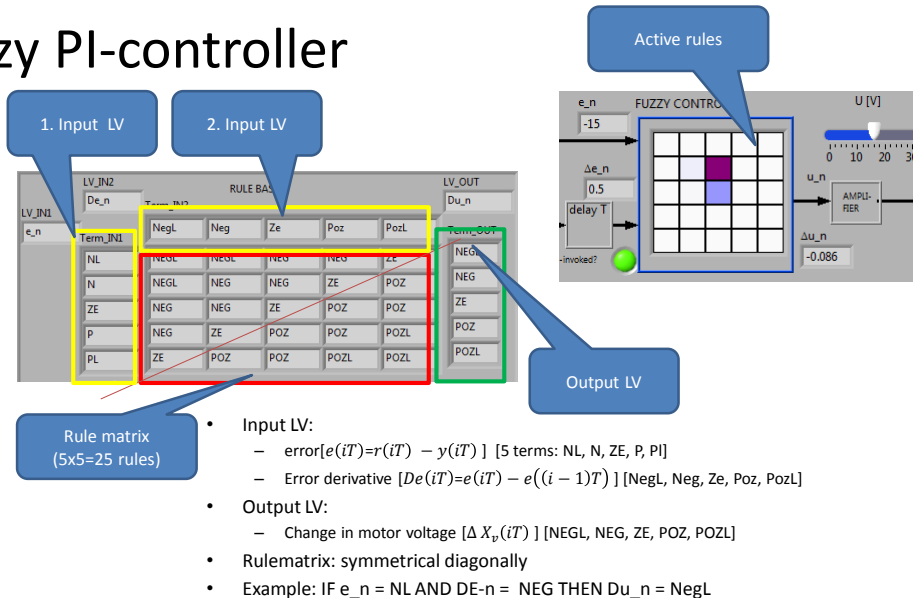 zy PI-controller
Active rules
1. Input LV
2. Input LV
e_n
FUZZY CONTRO
U [V]
-15
0 10 20 30
Δe_n
0.5
delay T
-invoked?
u_n
AMPLI-
FIER
Δu_n
-0.086
LV_IN2
RULE BAS
LV_OUT
De_n
Du_n
LV_IN1
e_n
Term_IN1
Term_IN2
Term_OUT
NegL Neg Ze Poz PozL
NL NEGL NEGL NEG NEG ZE NEGL
N NEGL NEG NEG ZE POZ NEG
ZE NEG NEG ZE POZ POZ ZE
P NEG ZE POZ POZ POZL POZ
PL ZE POZ POZ POZL POZL POZL
Output LV
Rule matrix
(5x5=25 rules)
• Input LV:
– error[e(iT)=r(iT) − y(iT) ] [5 terms: NL, N, ZE, P, Pl]
– Error derivative [De(iT)=e(iT) − e((i − 1)T) ] [NegL, Neg, Ze, Poz, PozL]
• Output LV:
– Change in motor voltage [Δ X_v(iT) ] [NEGL, NEG, ZE, POZ, POZL]
• Rulematrix: symmetrical diagonally
• Example: IF e_n = NL AND DE-n = NEG THEN Du_n = NegL